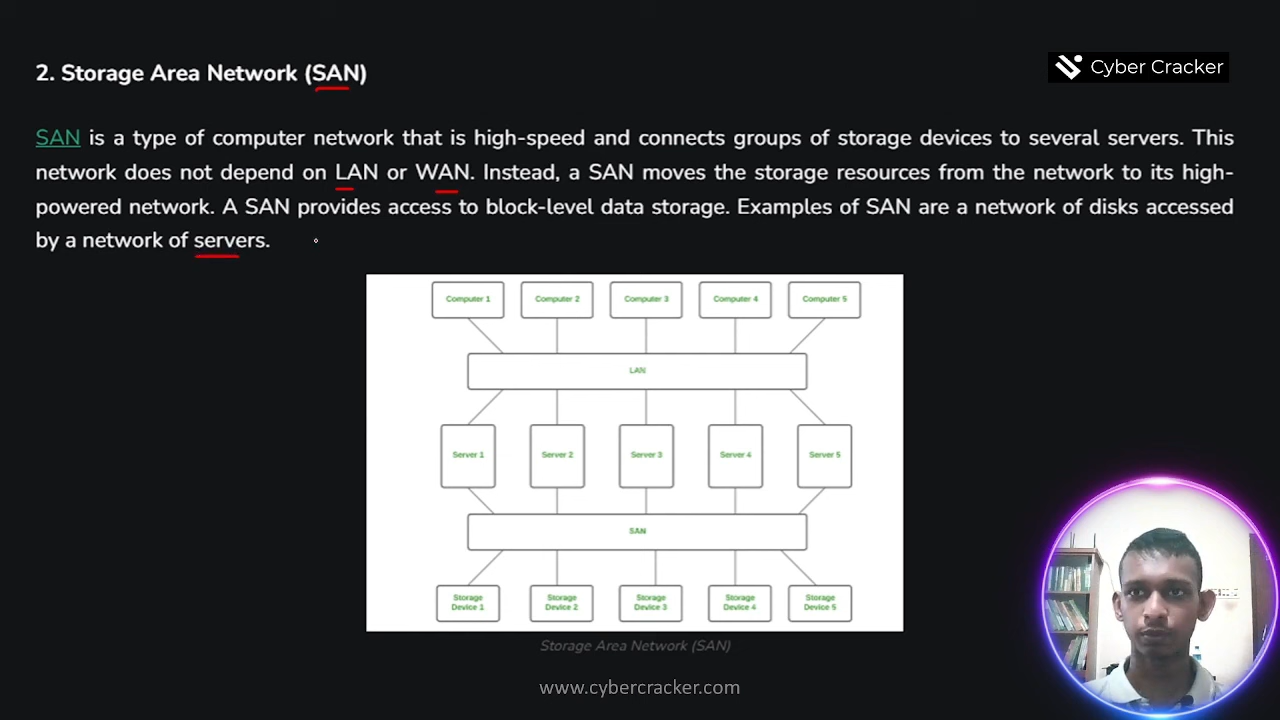 2. Storage Area Network (SAN)
Cyber Cracker
SAN is a type of computer network that is high-speed and connects groups of storage devices to several servers. This
network does not depend on LAN or WAN. Instead, a SAN moves the storage resources from the network to its high-
powered network. A SAN provides access to block-level data storage. Examples of SAN are a network of disks accessed
by a network of servers.
Computer 1 Computer 2 Computer 3 Computer 4 Computer 5
LAN
Server 1 Server 2 Server 3 Server 4 Server 5
SAN
Storage Storage Storage Storage Storage
Device 1 Device 2 Device 3 Device 4 Device 5
Storage Area Network (SAN)
www.cybercracker.com